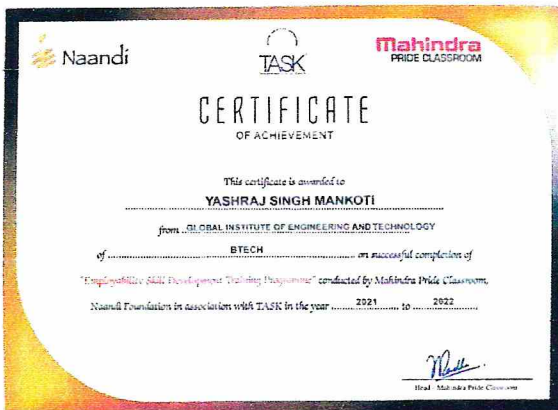 Naandi
TASK
Mahindra
PRIDE CLASSROOM
CERTIFICATE
OF ACHIEVEMENT
This certificate is awarded to
YASHRAJ SINGH MANKOTI
from ..GLOBAL INSTITUTE OF ENGINEERING AND TECHNOLOGY
of ........ BTECH ........ on successful completion of
"Employability Skill Development Training Programme" conducted by Mahindra Pride Classroom,
Naandi Foundation in association with TASK in the year ........ 2021 ..... to ..... 2022 ........
Head - Mahindra Pride Classroom